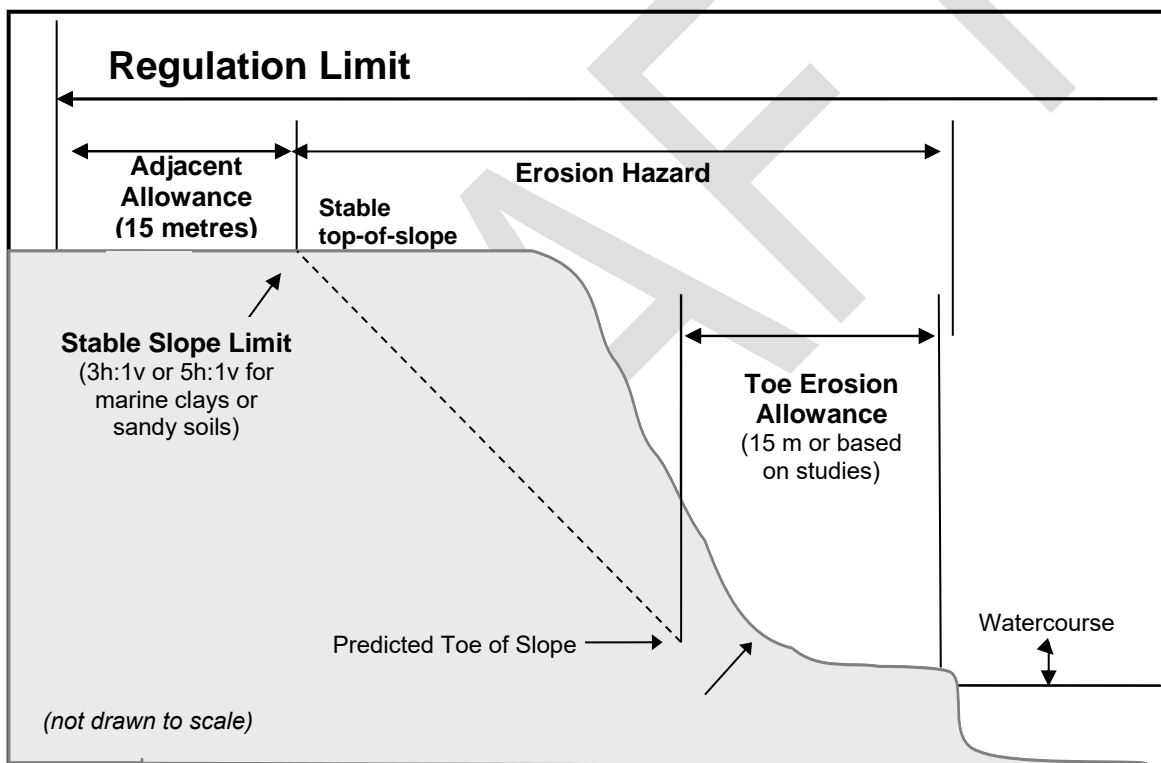 Regulation Limit
Adjacent
Allowance
(15 metres)
Erosion Hazard
Stable
top-of-slope
Stable Slope Limit
(3h:1v or 5h:1v for
marine clays or
sandy soils)
Toe Erosion
Allowance
(15 m or based
on studies)
Predicted Toe of Slope
Watercourse
(not drawn to scale)